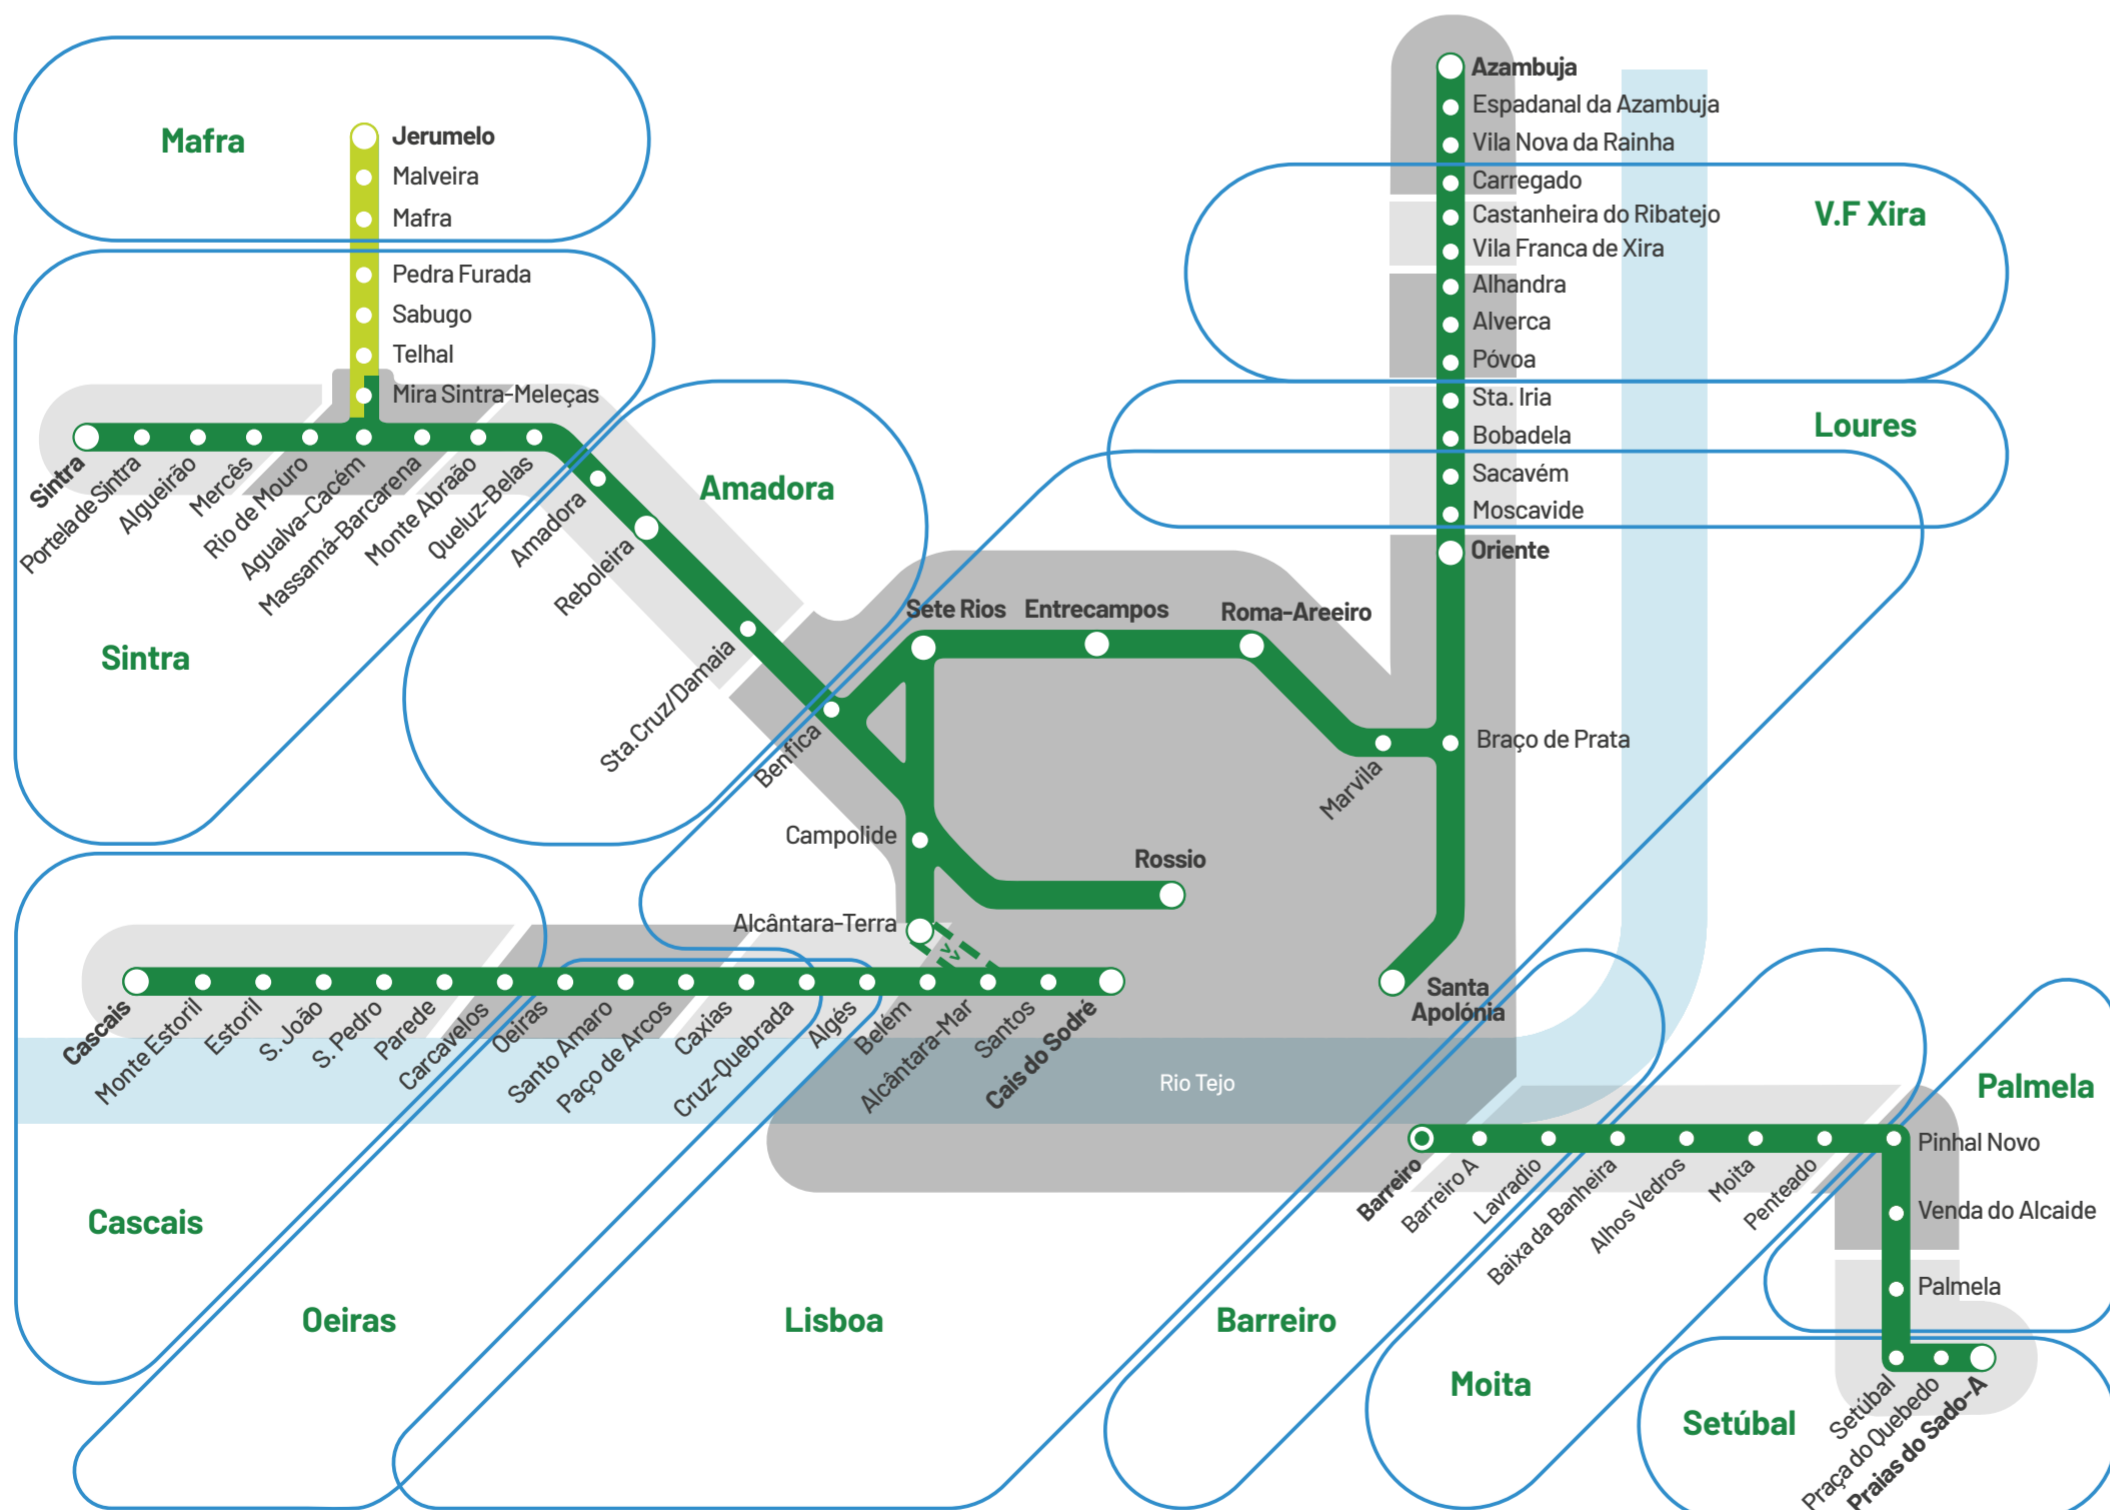 Azambuja
Espadanal da Azambuja
Vila Nova da Rainha
Carregado
Castanheira do Ribatejo
Vila Franca de Xira
Alhandra
Alverca
Póvoa
Sta. Iria
Bobadela
Sacavém
Moscavide
Oriente
V.F Xira
Loures
Mafra
Jerumelo
Malveira
Mafra
Pedra Furada
Sabugo
Telhal
Mira Sintra-Meleças
Sintra
Portela de Sintra
Algueirão
Mercês
Rio de Mouro
Agualva-Cacém
Massamá-Barcarena
Monte Abraão
Queluz-Belas
Amadora
Reboleira
Sta.Cruz/Damaia
Benfica
Amadora
Sintra
Sete Rios
Entrecampos
Roma-Areeiro
Marvila
Braço de Prata
Campolide
Rossio
Alcântara-Terra
Santa
Apolónia
Cascais
Monte Estoril
Estoril
S. João
S. Pedro
Parede
Carcavelos
Oeiras
Santo Amaro
Paço de Arcos
Caxias
Cruz-Quebrada
Algés
Belém
Alcântara-Mar
Santos
Cais do Sodré
Rio Tejo
Barreiro
Barreiro A
Lavradio
Baixa da Banheira
Alhos Vedros
Moita
Penteado
Pinhal Novo
Venda do Alcaide
Palmela
Setúbal
Praça do Quebedo
Praias do Sado-A
Palmela
Cascais
Oeiras
Lisboa
Barreiro
Moita
Setúbal